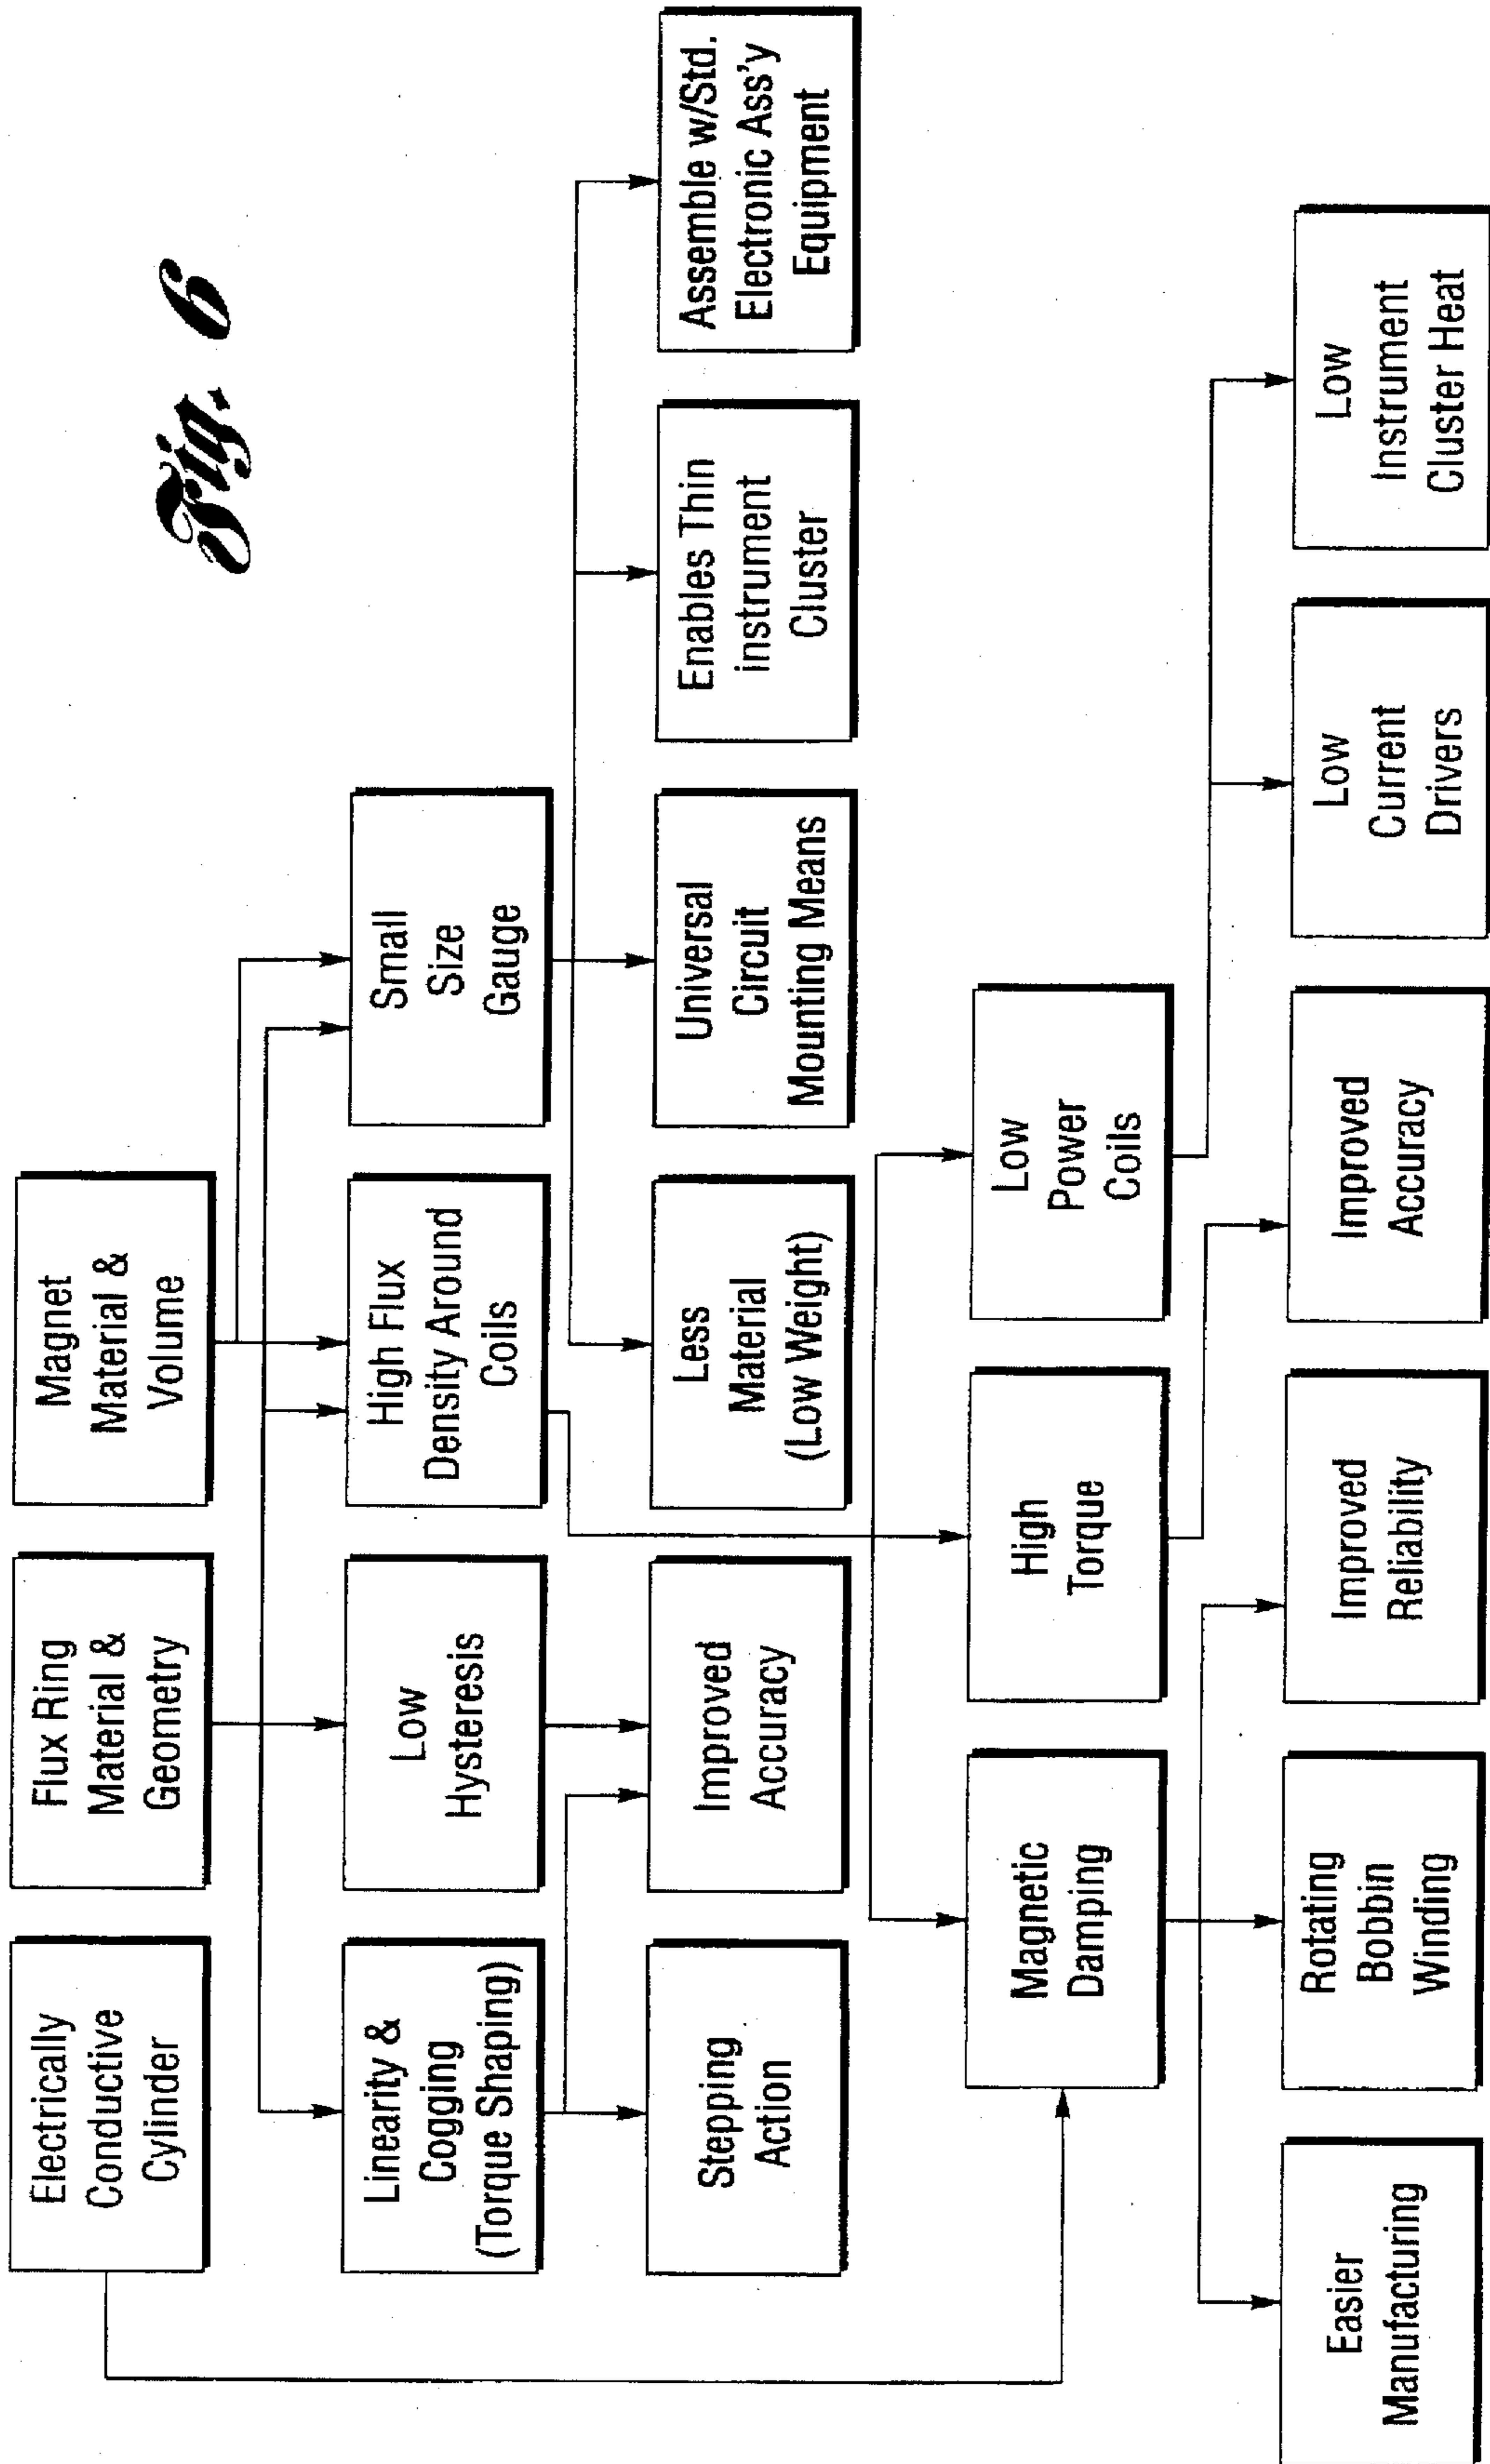 Fig. 6
Electrically
Conductive
Cylinder
Flux Ring
Material &
Geometry
Magnet
Material &
Volume
Linearity &
Cogging
(Torque Shaping)
Low
Hysteresis
High Flux
Density Around
Coils
Small
Size
Gauge
Stepping
Action
Improved
Accuracy
Less
Material
(Low Weight)
Universal
Circuit
Mounting Means
Enables Thin
instrument
Cluster
Assemble w/Std.
Electronic Ass'y
Equipment
Magnetic
Damping
High
Torque
Low
Power
Coils
Easier
Manufacturing
Rotating
Bobbin
Winding
Improved
Reliability
Improved
Accuracy
Low
Current
Drivers
Low
Instrument
Cluster Heat